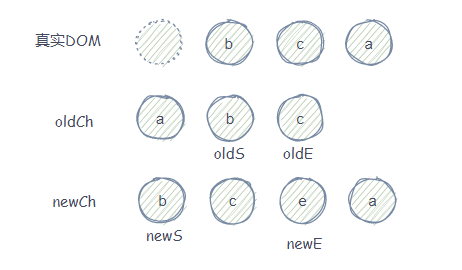 真实DOM b c a
oldCh a b c
oldS oldE
newCh b c e a
newS newE